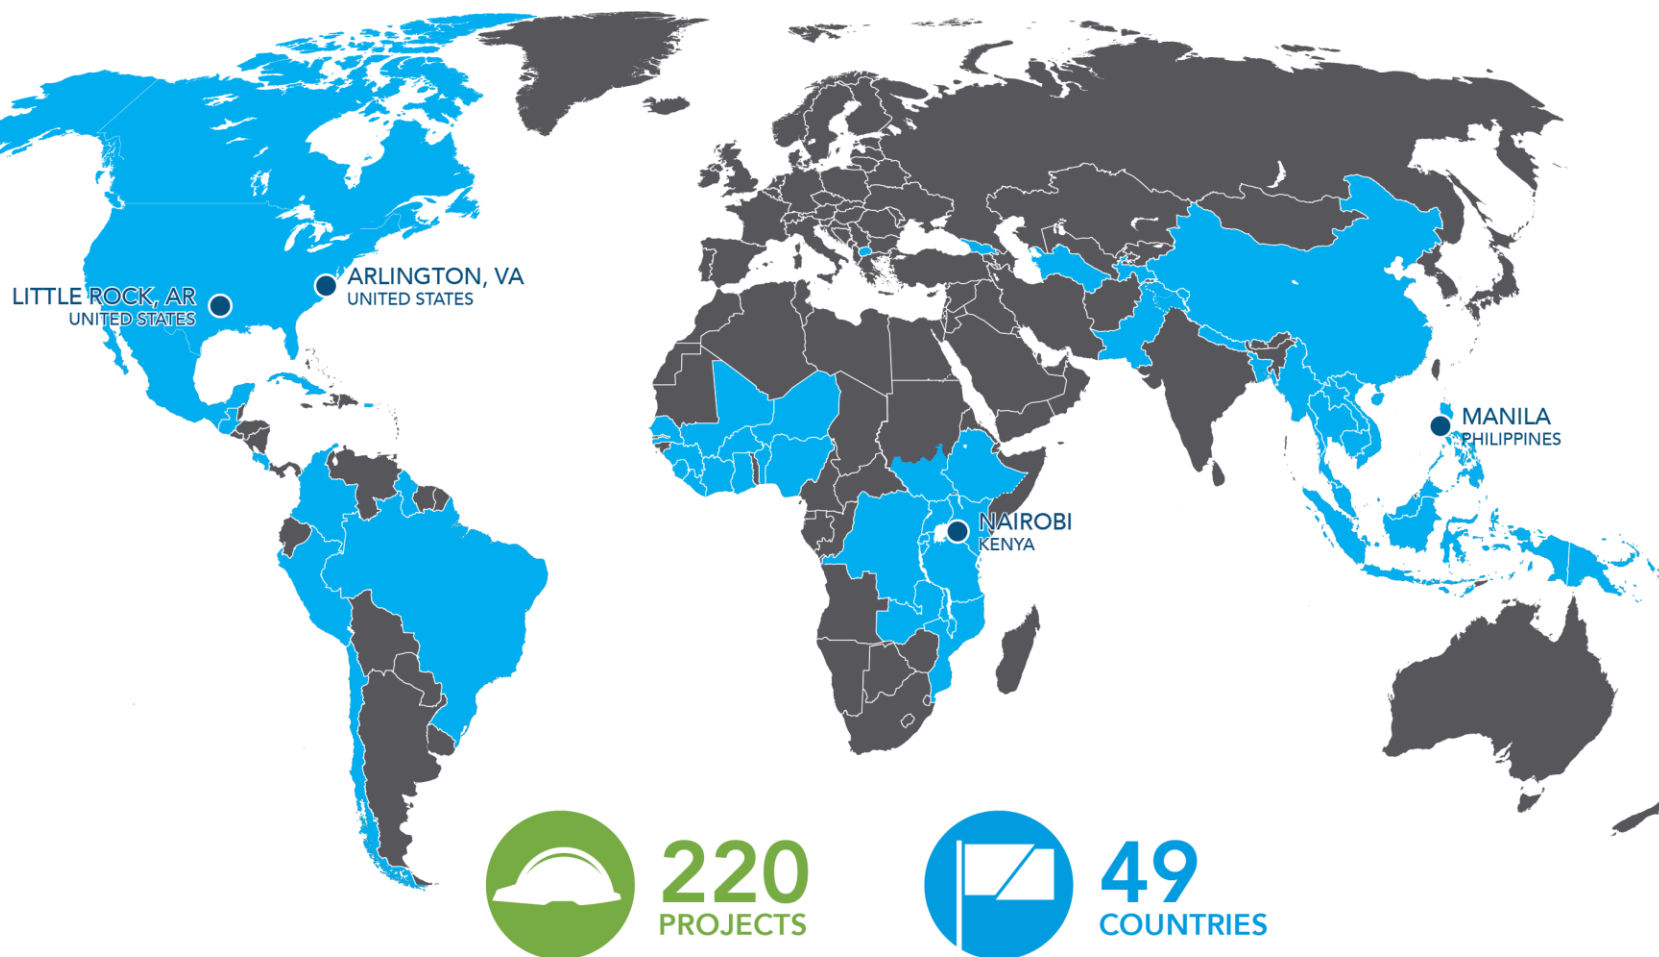 ARLINGTON, VA
UNITED STATES
LITTLE ROCK, AR
UNITED STATES
MANILA
PHILIPPINES
NAIROBI
KENYA
220
PROJECTS
49
COUNTRIES